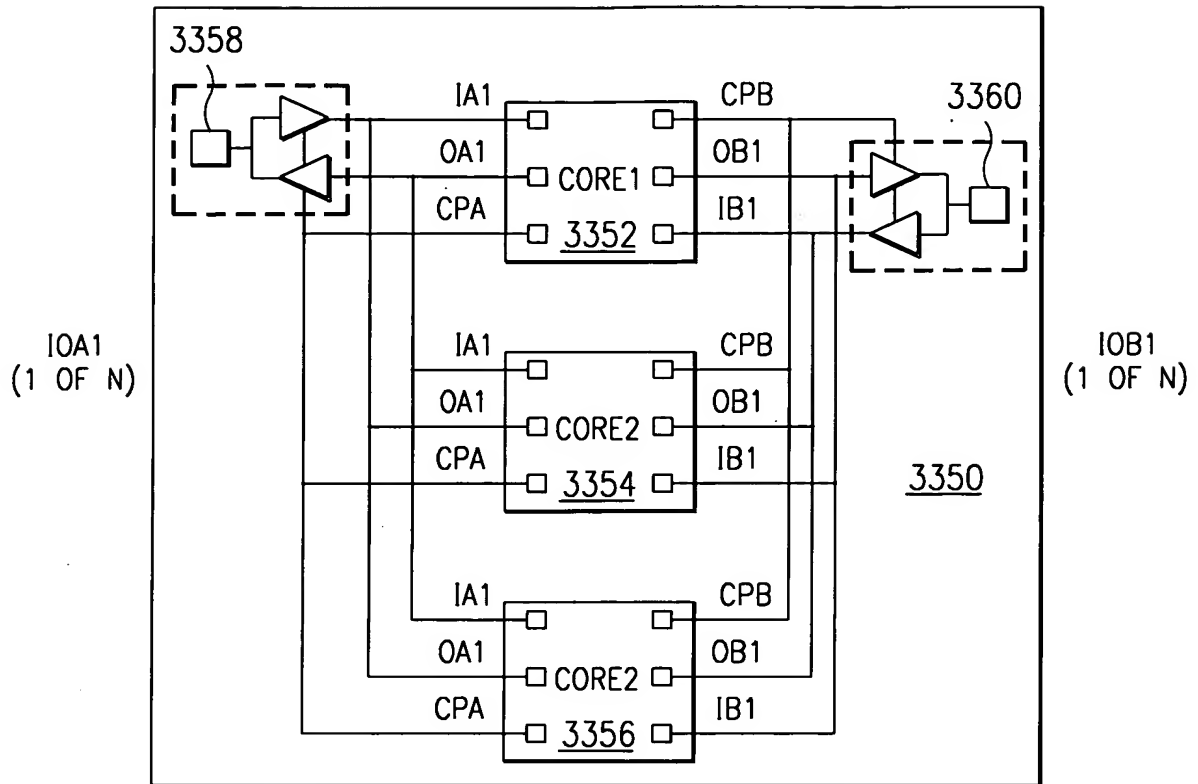 3358
3360
IA1
CPB
OA1
CORE1
OB1
CPA
3352
IB1
IOA1
(1 OF N)
IOB1
(1 OF N)
IA1
CPB
OA1
CORE2
OB1
CPA
3354
IB1
3350
IA1
CPB
OA1
CORE2
OB1
CPA
3356
IB1